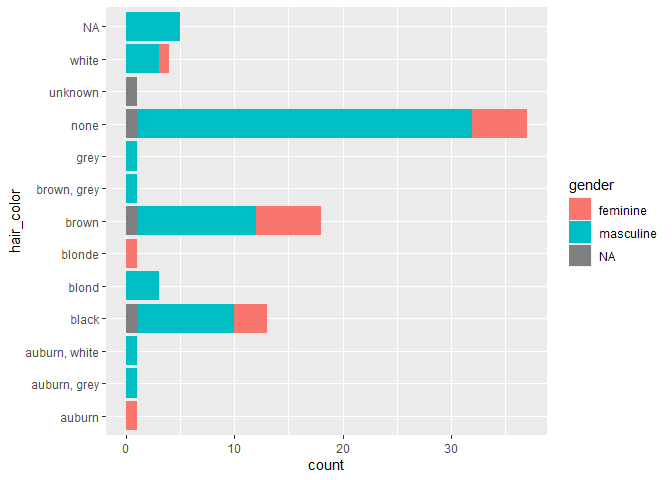 NA
white
unknown
none
grey
brown, grey
brown
blonde
blond
black
auburn, white
auburn, grey
auburn
hair_color
0 10 20 30
count
gender
feminine
masculine
NA